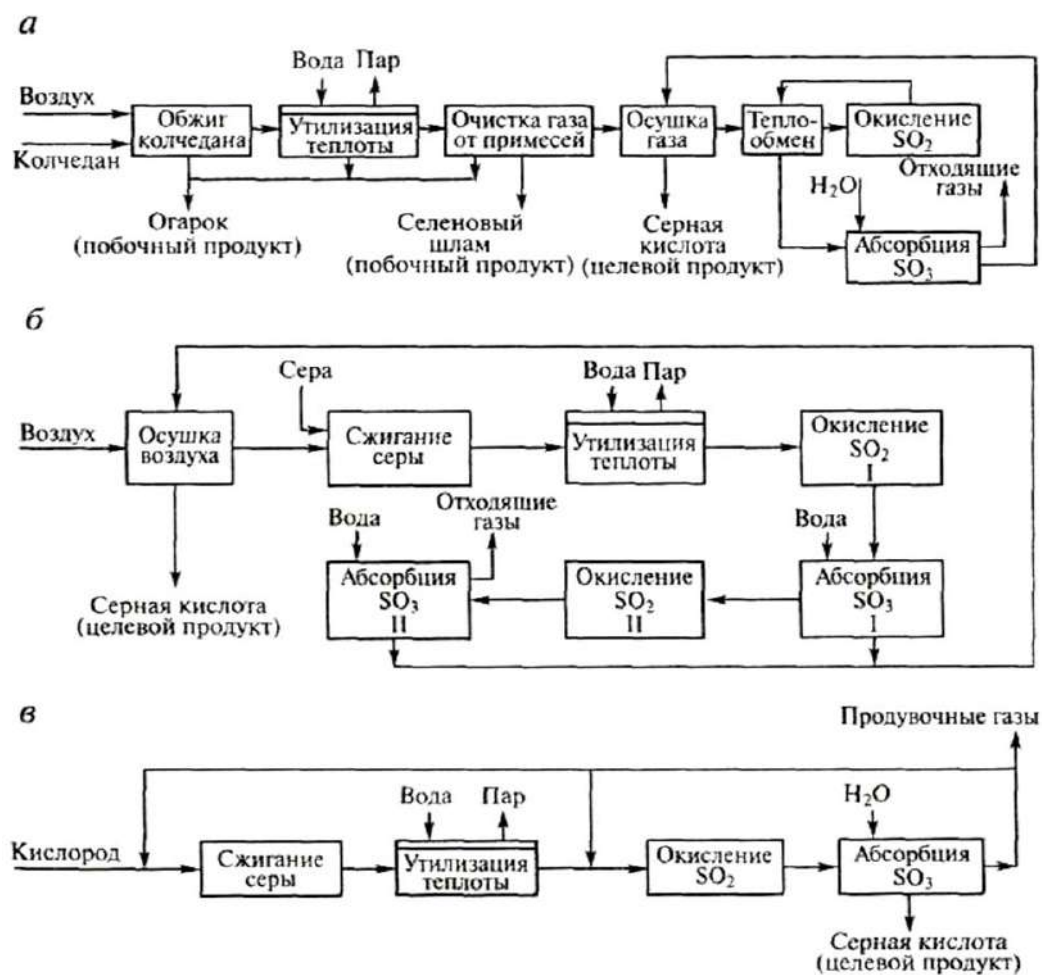 а
Вода Пар
Воздух
Колчедан
Обжиг
колчедана
Утилизация
теплоты
Очистка газа
от примесей
Осушка
газа
Тепло-
обмен
Окисление
SO₂
H₂O
Отходящие
газы
Огарок
(побочный продукт)
Селеновый
шлам
(побочный продукт)
Серная
кислота
(целевой продукт)
Абсорбция
SO₃
б
Сера
Вода Пар
Воздух
Осушка
воздуха
Сжигание
серы
Утилизация
теплоты
Окисление
SO₂
I
Вода
Отходящие
газы
Вода
Серная кислота
(целевой продукт)
Абсорбция
SO₃
II
Окисление
SO₂
II
Абсорбция
SO₃
I
в
Продувочные газы
Вода Пар
H₂O
Кислород
Сжигание
серы
Утилизация
теплоты
Окисление
SO₂
Абсорбция
SO₃
Серная кислота
(целевой продукт)